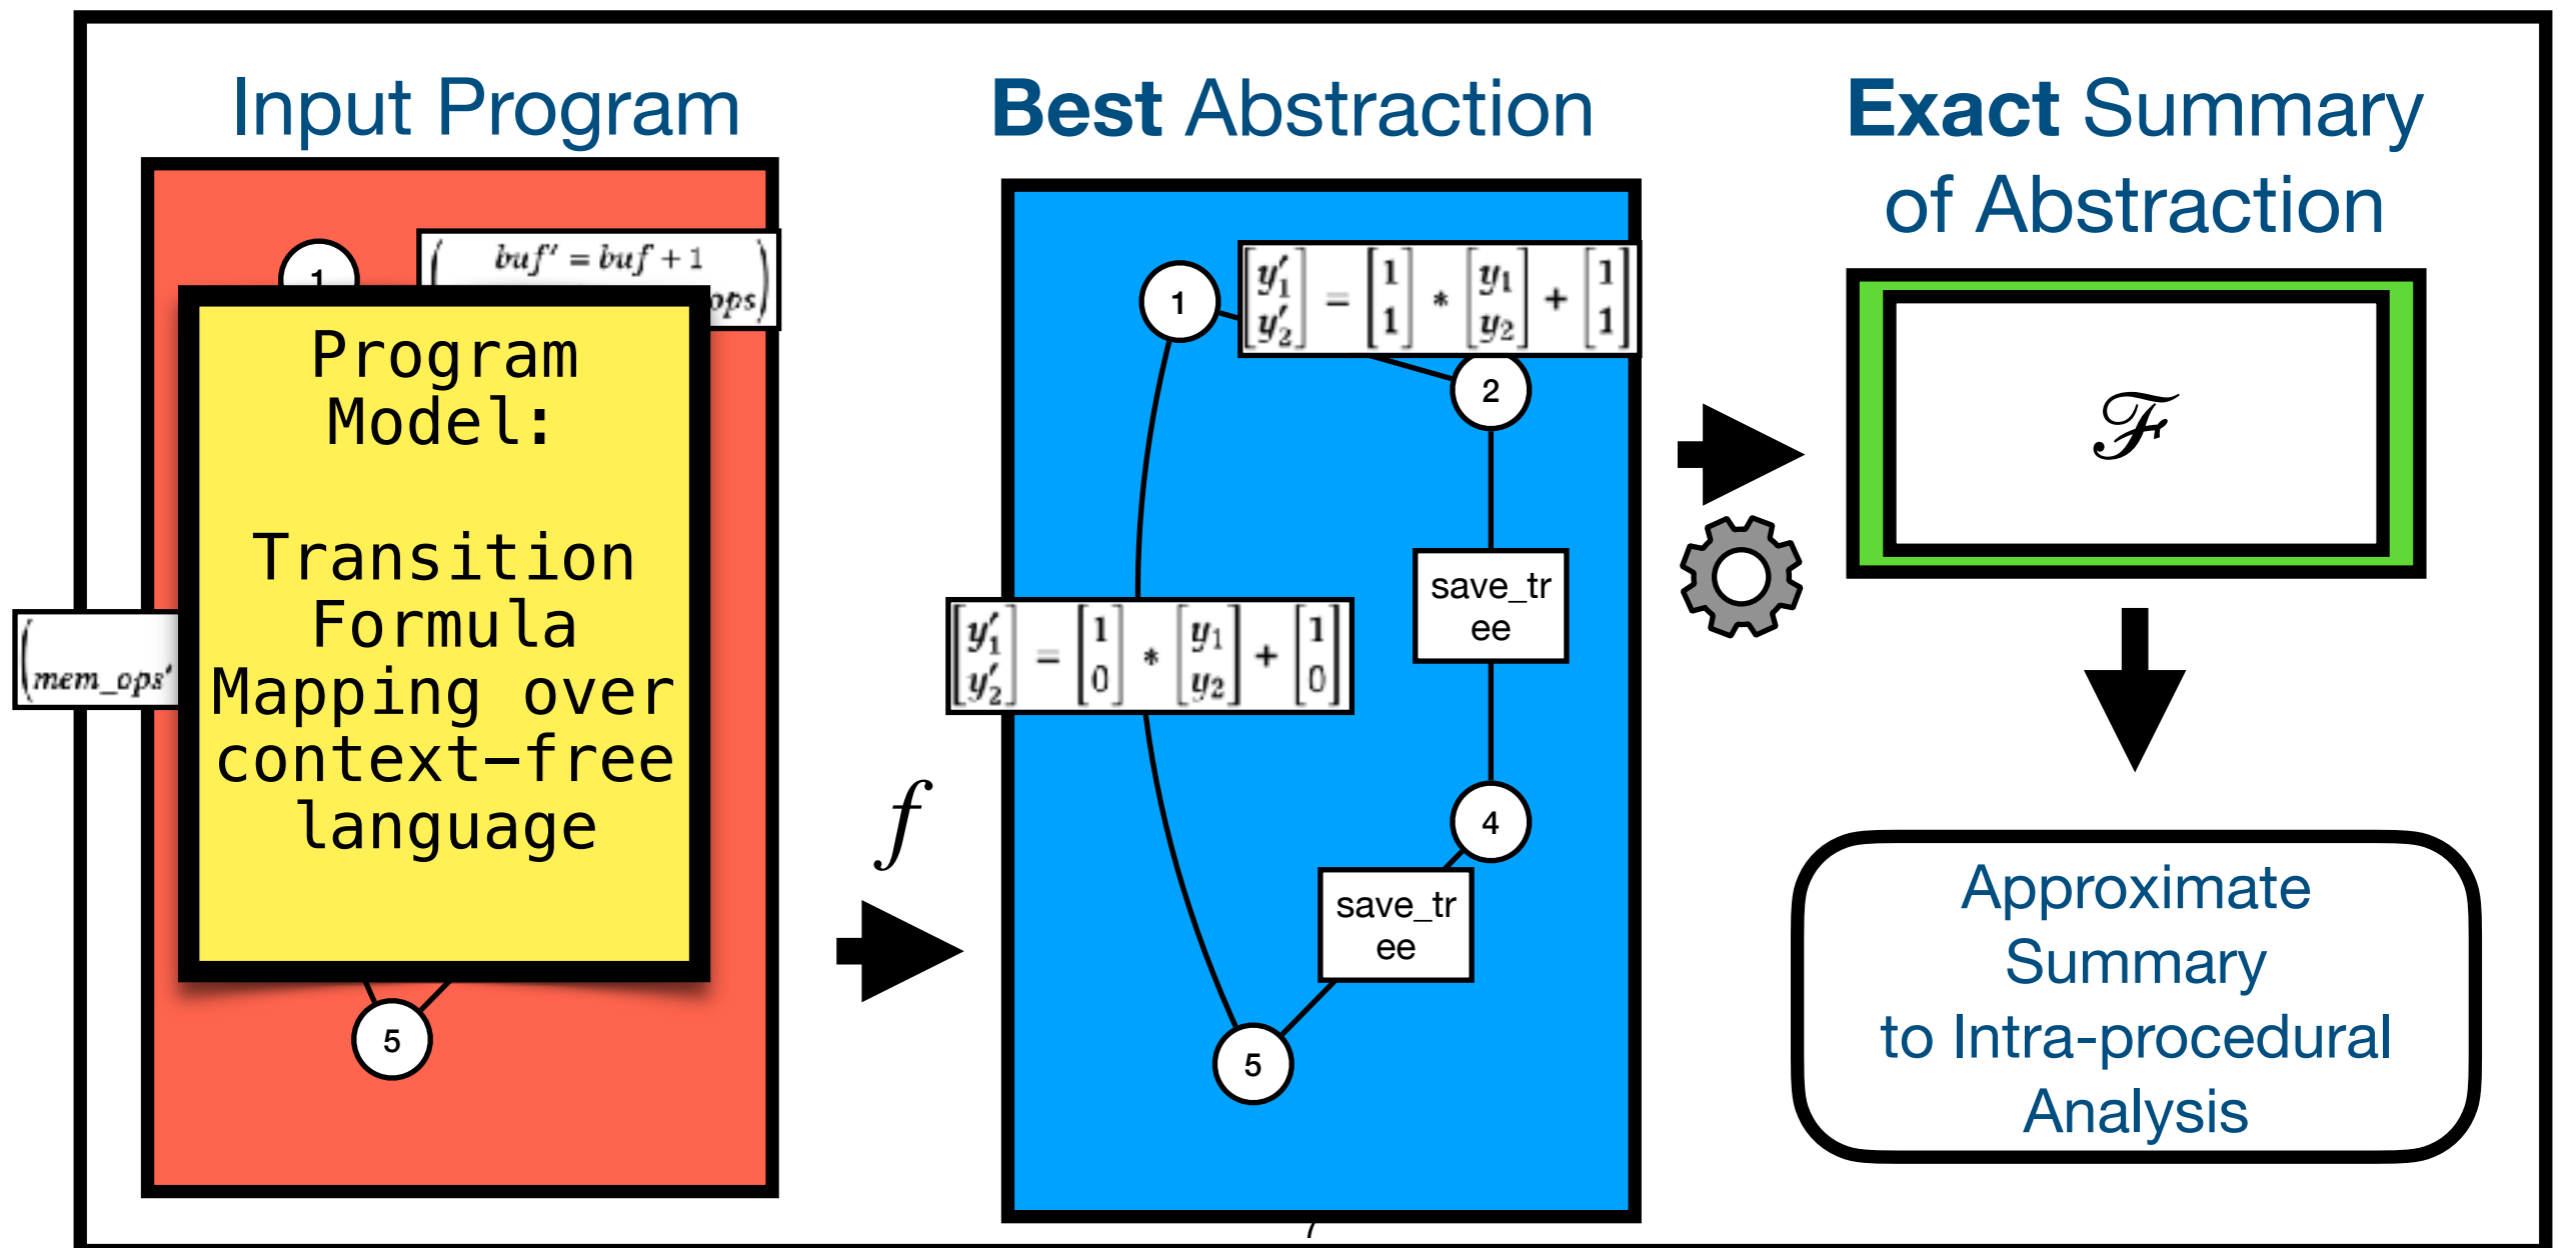 Input Program
Best Abstraction
Exact Summary
of Abstraction
1
buf' = buf + 1
ops
Program
Model:
Transition
Formula
Mapping over
context-free
language
mem_ops'
5
f
1
[y′₁ y′₂] = [1 1] * [y₁ y₂] + [1 1]
2
save_tr
ee
[y′₁ y′₂] = [1 0] * [y₁ y₂] + [1 0]
4
save_tr
ee
5
ℱ
Approximate
Summary
to Intra-procedural
Analysis